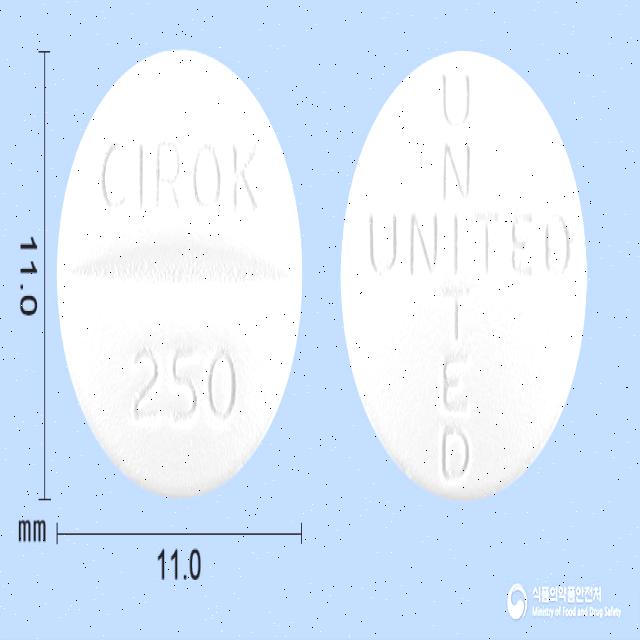 CIROK
250
UNITED
UNITED
11.0
mm
11.0
식품의약품안전처
Ministry of Food and Drug Safety